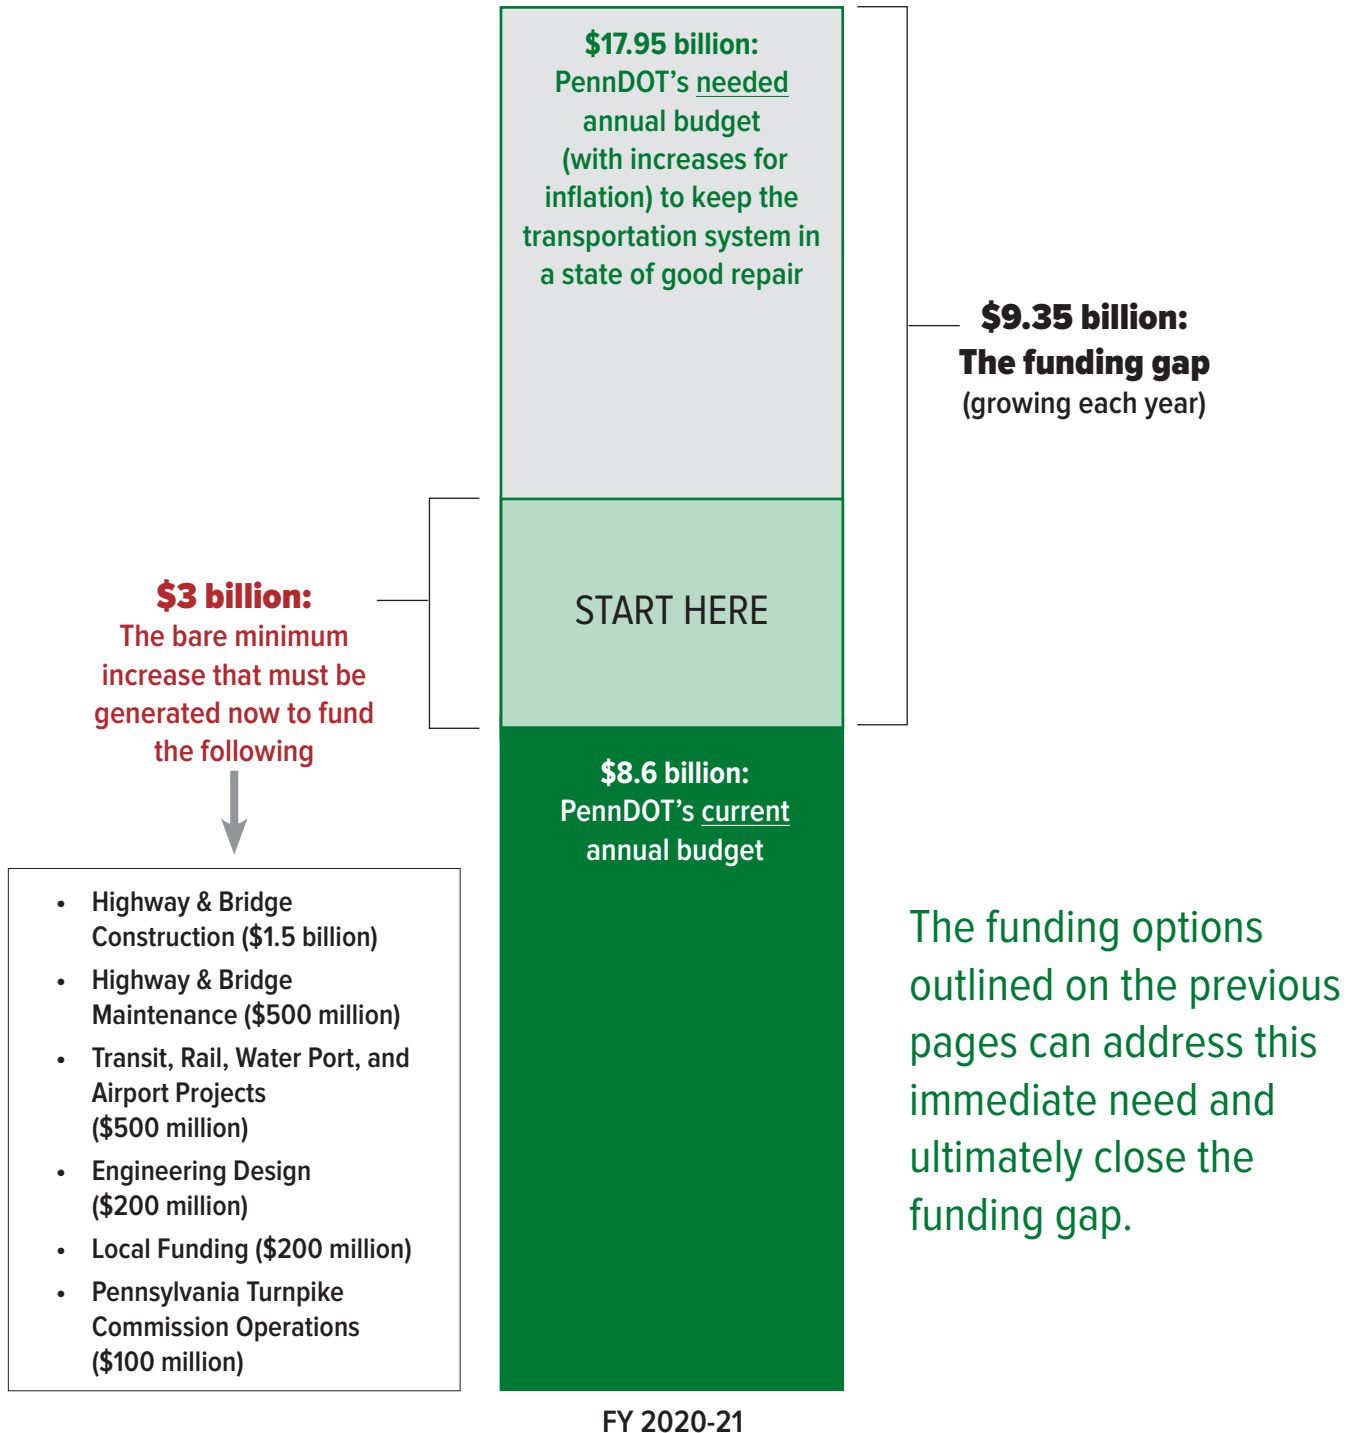 $17.95 billion:
PennDOT’s needed
annual budget
(with increases for
inflation) to keep the
transportation system in
a state of good repair
$9.35 billion:
The funding gap
(growing each year)
START HERE
$3 billion:
The bare minimum
increase that must be
generated now to fund
the following
$8.6 billion:
PennDOT’s current
annual budget
• Highway & Bridge
Construction ($1.5 billion)
• Highway & Bridge
Maintenance ($500 million)
• Transit, Rail, Water Port, and
Airport Projects
($500 million)
• Engineering Design
($200 million)
• Local Funding ($200 million)
• Pennsylvania Turnpike
Commission Operations
($100 million)
The funding options
outlined on the previous
pages can address this
immediate need and
ultimately close the
funding gap.
FY 2020-21